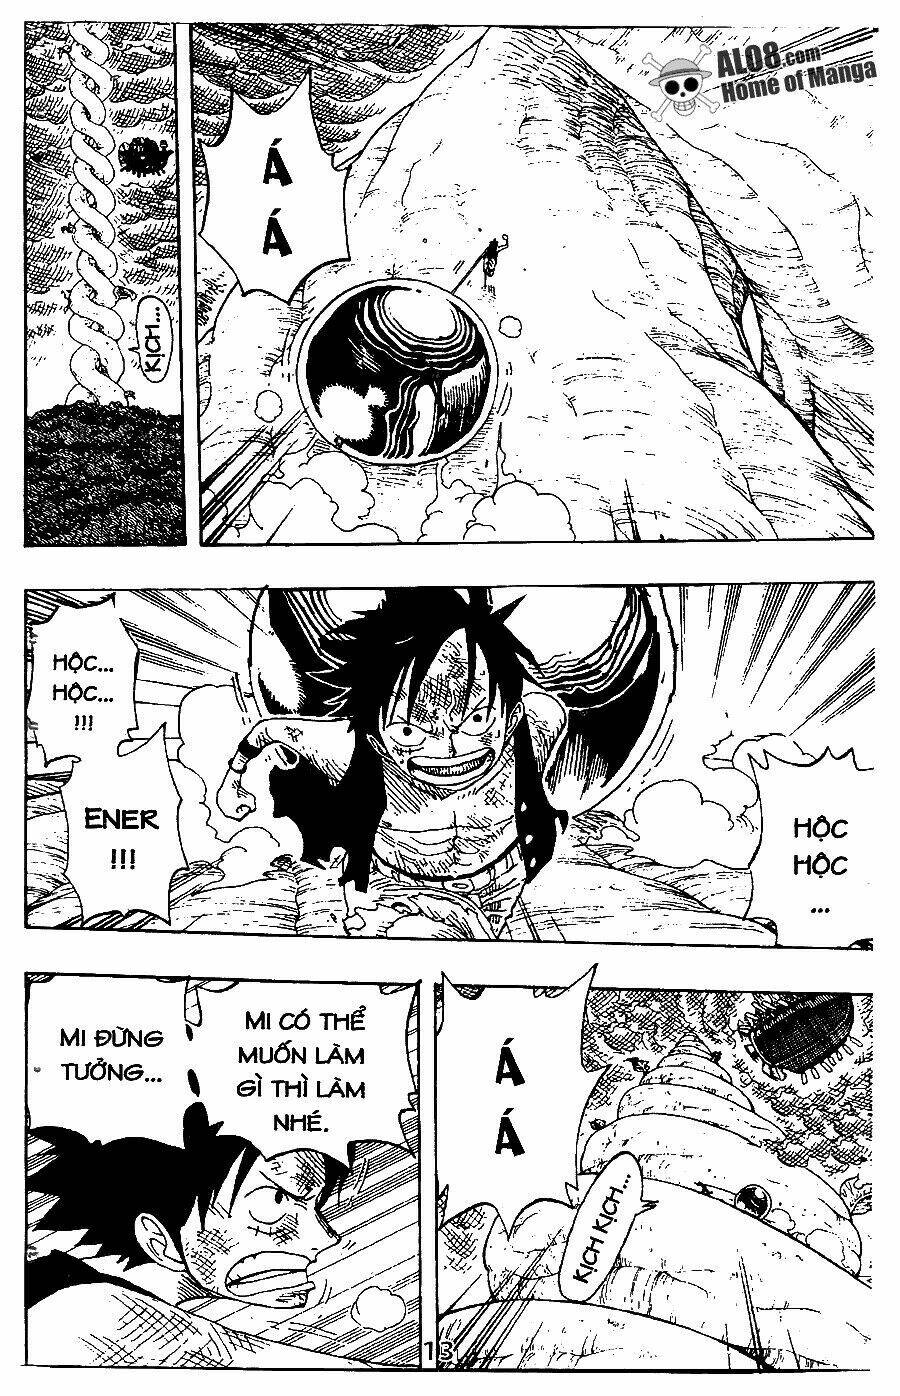 ALO8.com
Home of Manga
Á
Á
KỊCH...
HỘC...
HỘC...
!!!
ENER
!!!
HỘC
HỘC
...
MI ĐỪNG
TƯỞNG...
MI CÓ THỂ
MUỐN LÀM
GÌ THÌ LÀM
NHÉ.
Á
Á
KỊCH KỊCH...
13